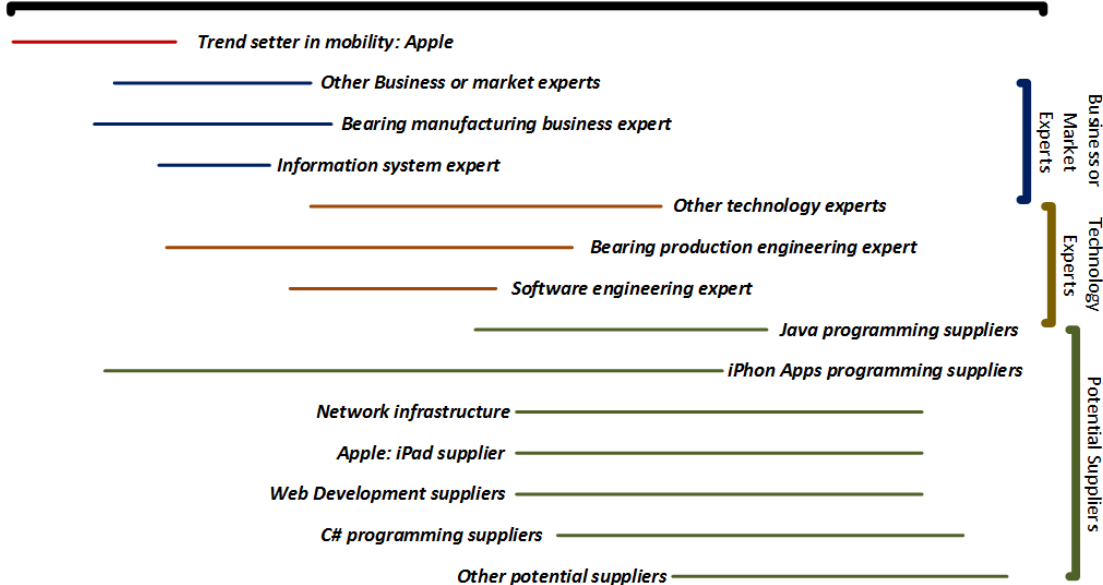 Trend setter in mobility: Apple
Other Business or market experts
Bearing manufacturing business expert
Information system expert
Other technology experts
Bearing production engineering expert
Software engineering expert
Java programming suppliers
iPhon Apps programming suppliers
Network infrastructure
Apple: iPad supplier
Web Development suppliers
C# programming suppliers
Other potential suppliers
Business or
Market
Experts
Technology
Experts
Potential Suppliers